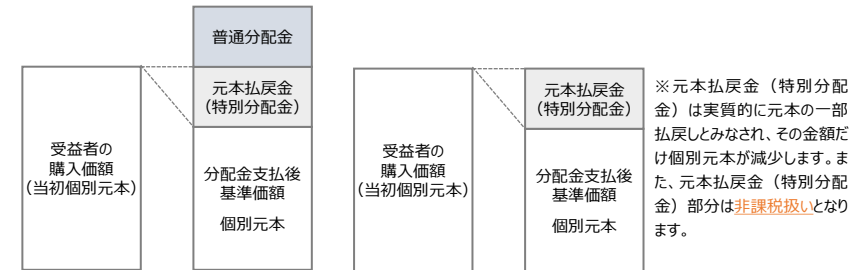 普通分配金
元本払戻金
(特別分配金)
受益者の
購入価額
(当初個別元本)
分配金支払後
基準価額
個別元本
元本払戻金
(特別分配金)
受益者の
購入価額
(当初個別元本)
分配金支払後
基準価額
個別元本
※元本払戻金（特別分配
金）は実質的に元本の一部
払戻しとみなされ、その金額だ
け個別元本が減少します。ま
た、元本払戻金（特別分配
金）部分は非課税扱いとなり
ます。